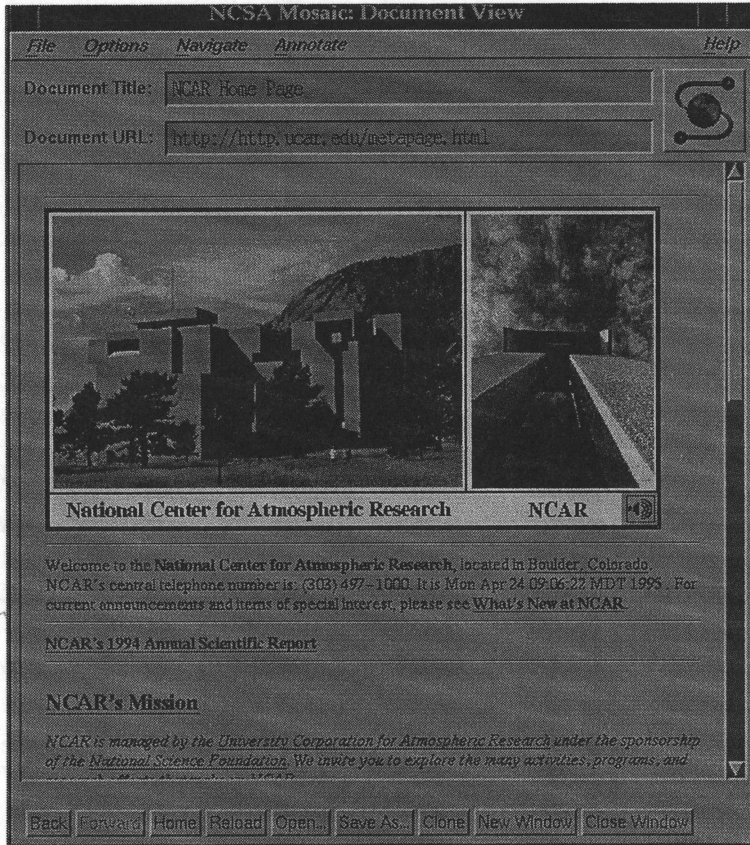 NCSA Mosaic: Document View
File Options Navigate Annotate Help
Document Title: NCAR Home Page
Document URL: http://http.ucar.edu/metapage.html
National Center for Atmospheric Research NCAR
Welcome to the National Center for Atmospheric Research, located in Boulder, Colorado.
NCAR's central telephone number is: (303) 497-1000. It is Mon Apr 24 09:06:22 MDT 1995 . For
current announcements and items of special interest, please see What's New at NCAR.
NCAR's 1994 Annual Scientific Report
NCAR's Mission
NCAR is managed by the University Corporation for Atmospheric Research under the sponsorship
of the National Science Foundation. We invite you to explore the many activities, programs, and
Back Forward Home Reload Open... Save As... Clone New Window Close Window